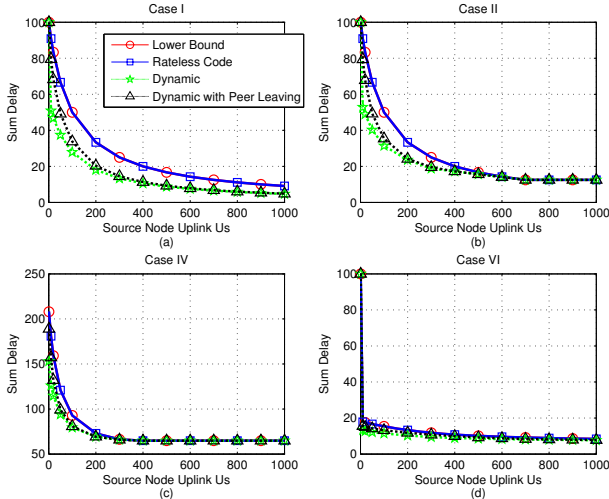 Case I
100
80
60
40
20
0
Sum Delay
0 200 400 600 800 1000
Source Node Uplink Us
(a)
Lower Bound
Rateless Code
Dynamic
Dynamic with Peer Leaving
Case II
100
80
60
40
20
0
Sum Delay
0 200 400 600 800 1000
Source Node Uplink Us
(b)
Case IV
250
200
150
100
50
Sum Delay
0 200 400 600 800 1000
Source Node Uplink Us
(c)
Case VI
100
80
60
40
20
0
Sum Delay
0 200 400 600 800 1000
Source Node Uplink Us
(d)